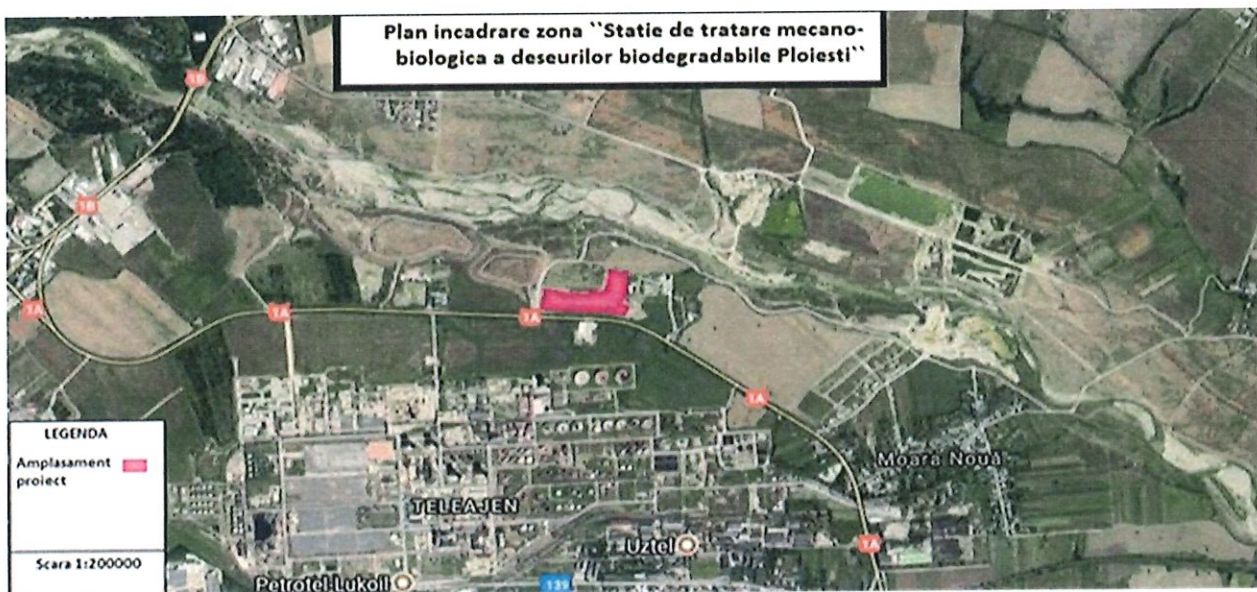 Plan incadrare zona ``Statie de tratare mecano-
biologica a deseurilor biodegradabile Ploiesti``
1B
1B
1A
1A
1A
1A
Moara Nouă
LEGENDA
Amplasament
proiect
TELEAJEN
Uztel
1A
Scara 1:200000
Petrotel-Lukoil
139